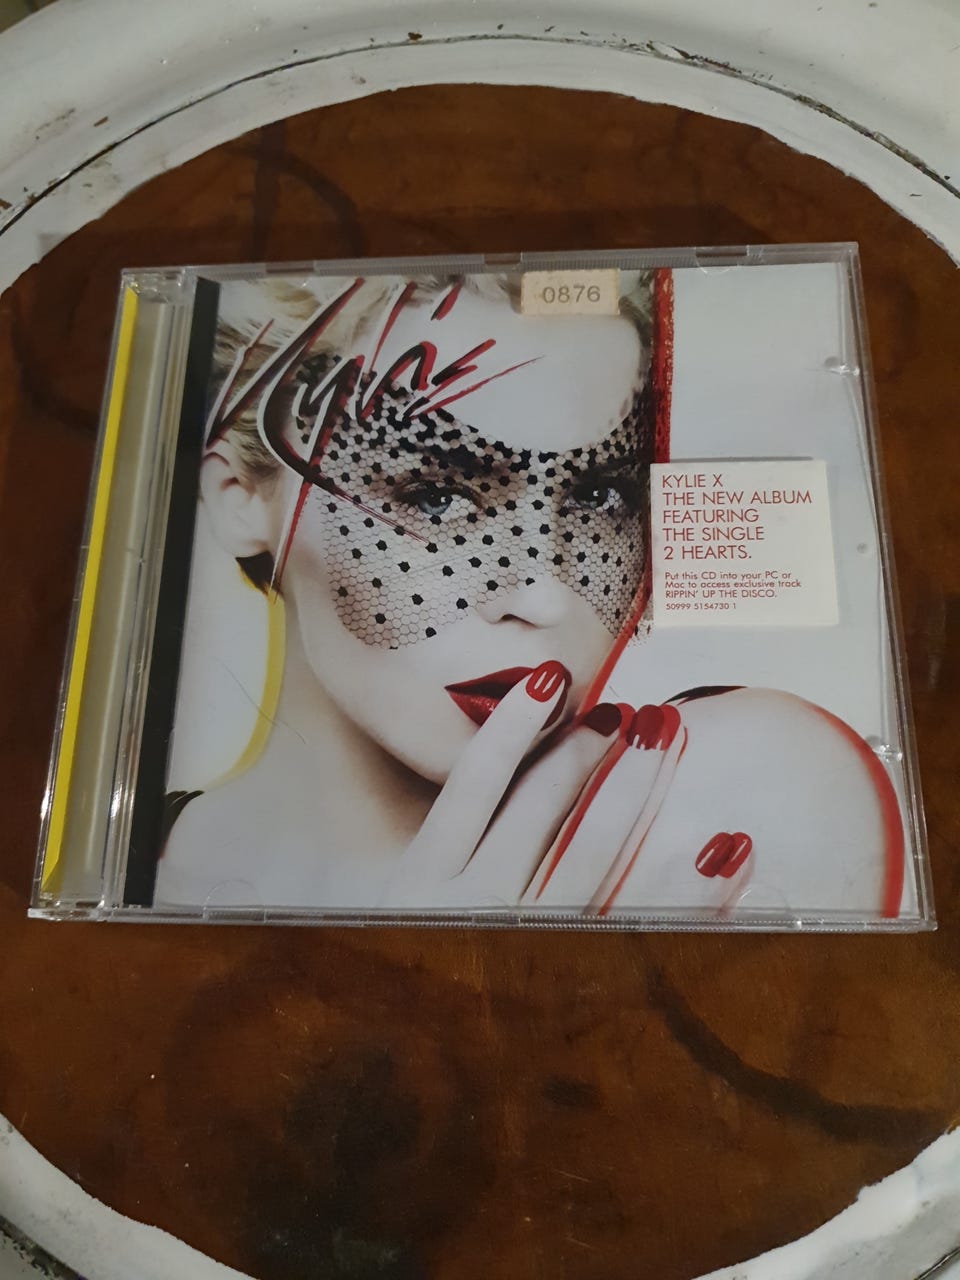 0876
Kylie
KYLIE X
THE NEW ALBUM
FEATURING
THE SINGLE
2 HEARTS.
Put this CD into your PC or
Mac to access exclusive track
RIPPIN' UP THE DISCO.
50999 5154730 1